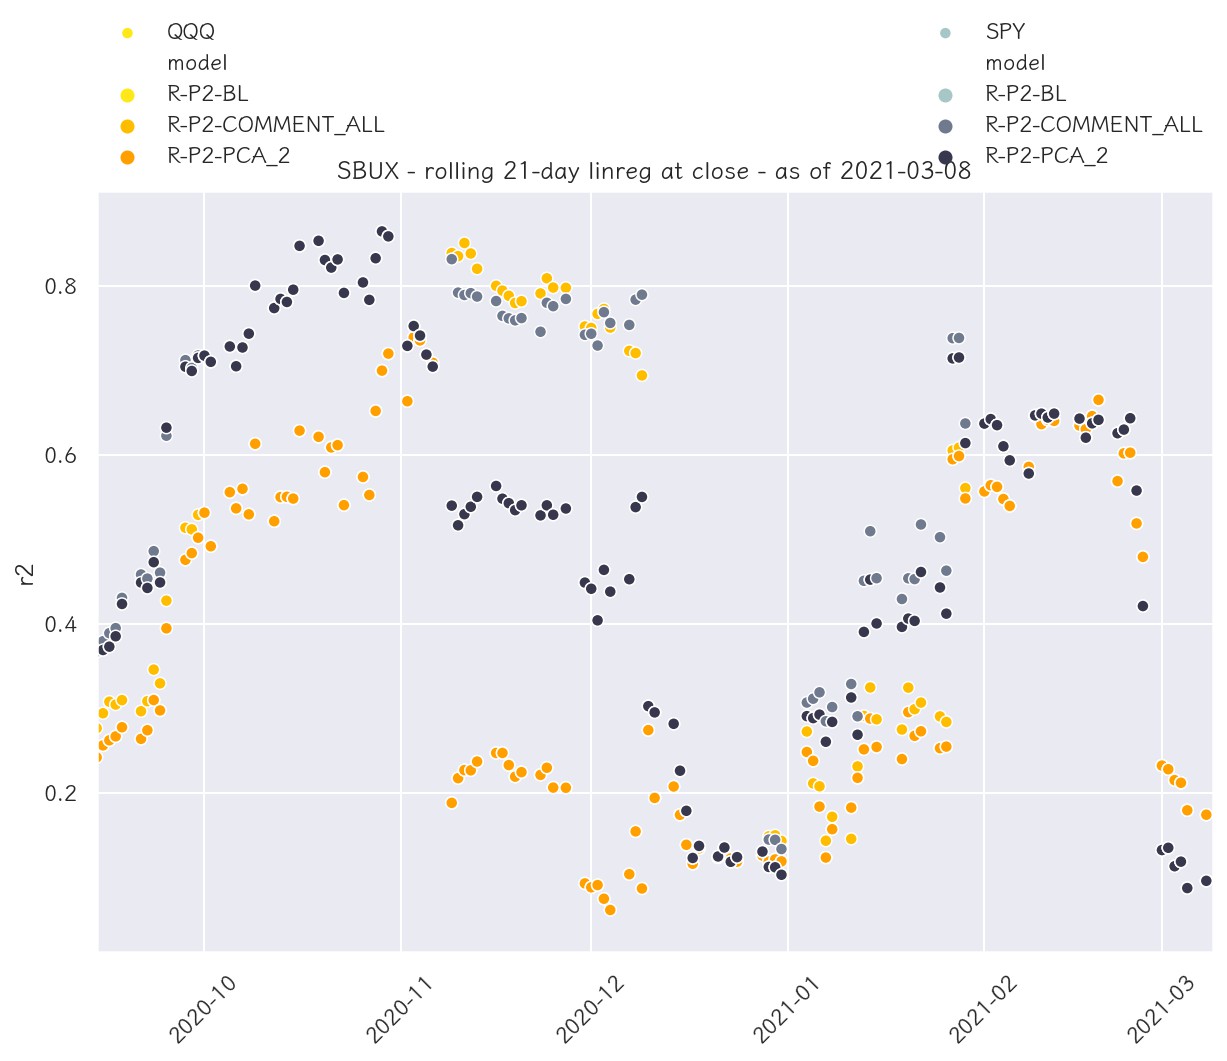 QQQ
model
R-P2-BL
R-P2-COMMENT_ALL
R-P2-PCA_2
SPY
model
R-P2-BL
R-P2-COMMENT_ALL
R-P2-PCA_2
SBUX - rolling 21-day linreg at close - as of 2021-03-08
r2
0.8
0.6
0.4
0.2
2020-10
2020-11
2020-12
2021-01
2021-02
2021-03